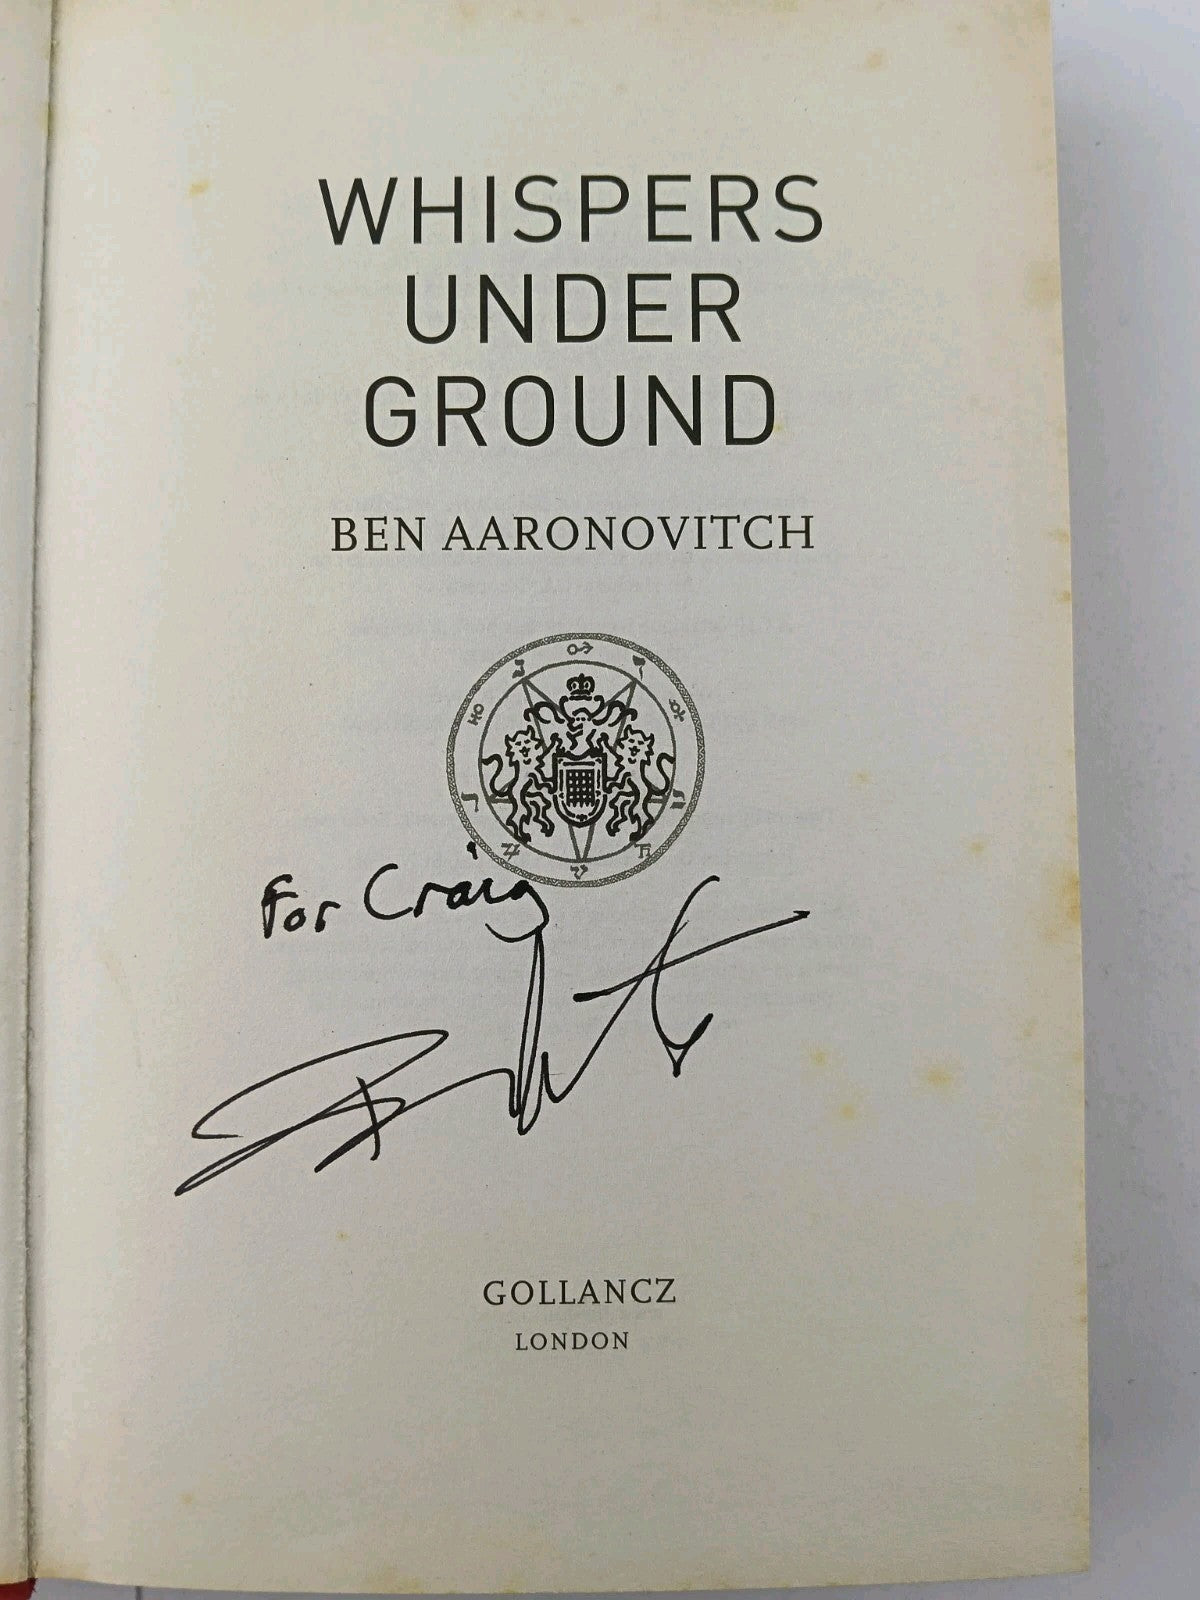 WHISPERS
UNDER
GROUND
BEN AARONOVITCH
For Craig
GOLLANCZ
LONDON